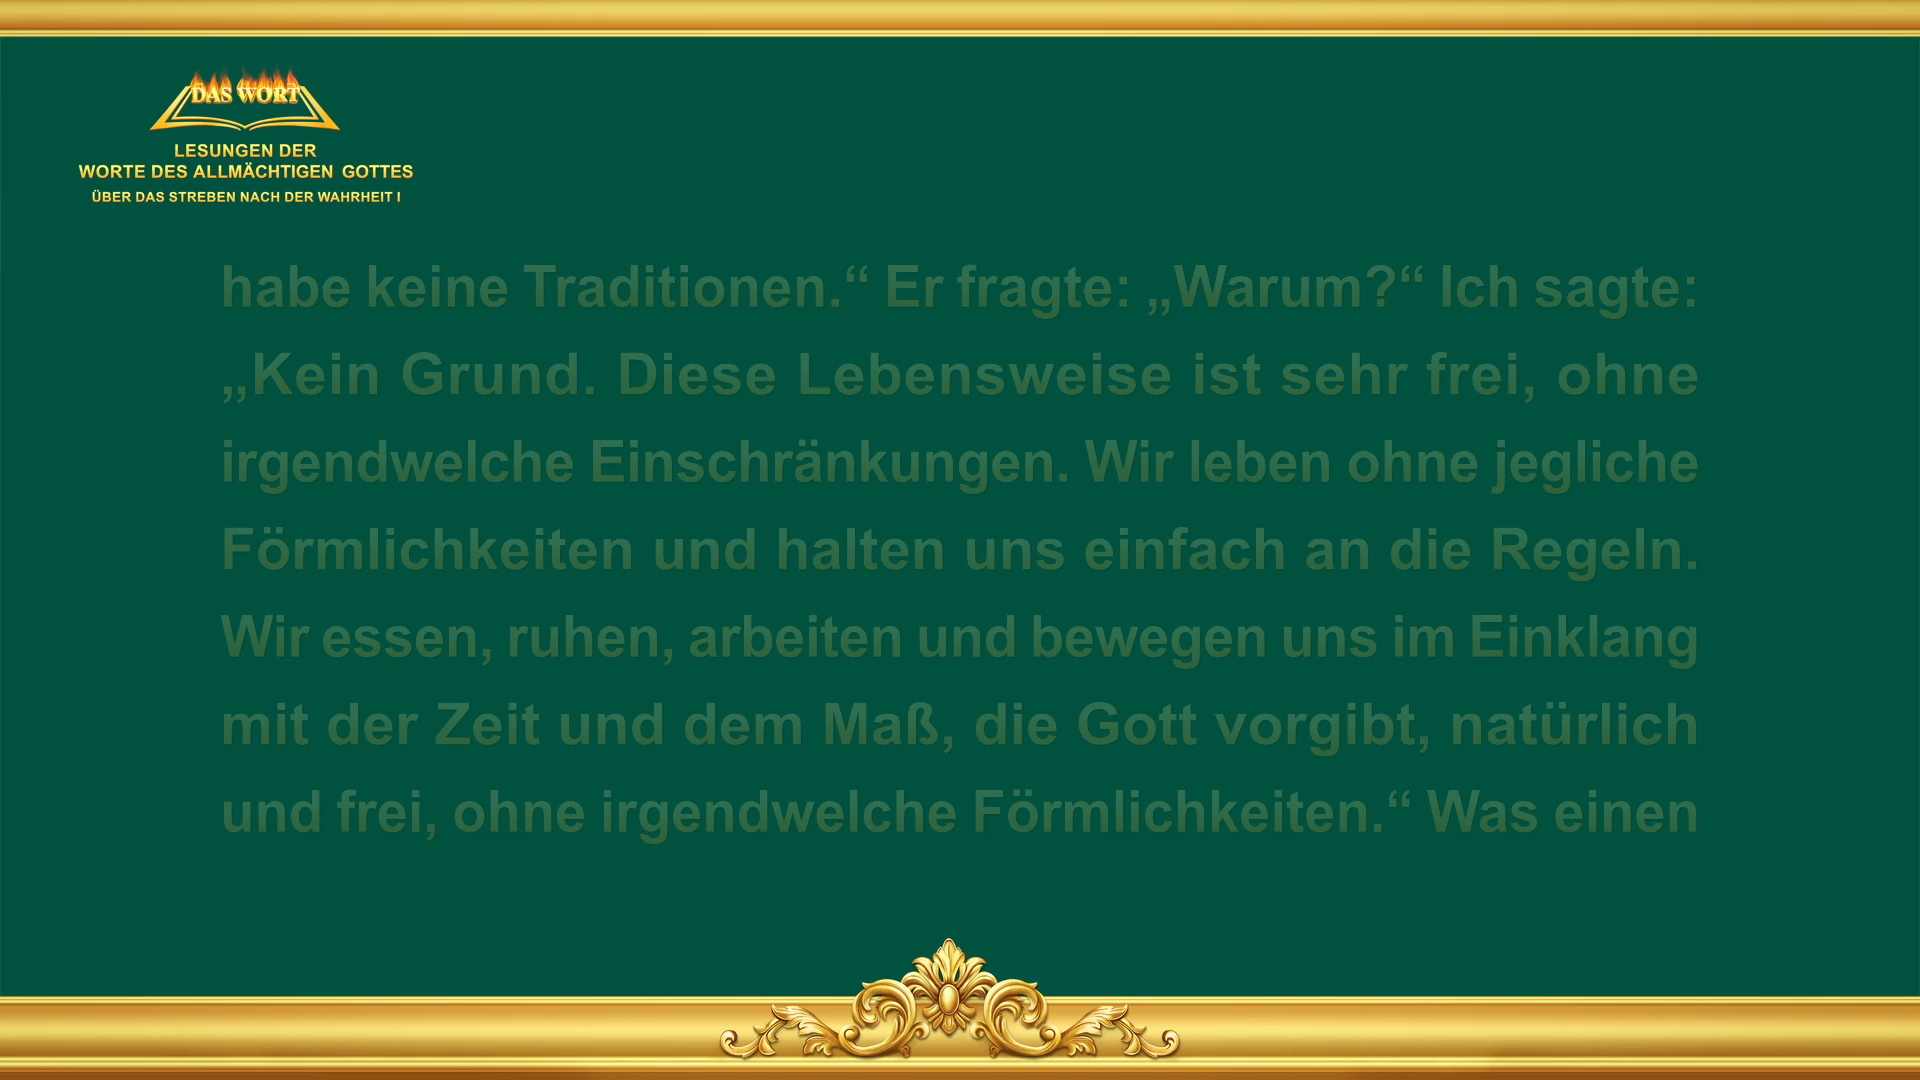 DAS WORT
LESUNGEN DER
WORTE DES ALLMÄCHTIGEN GOTTES
ÜBER DAS STREBEN NACH DER WAHRHEIT I
habe keine Traditionen.“ Er fragte: „Warum?“ Ich sagte:
„Kein Grund. Diese Lebensweise ist sehr frei, ohne
irgendwelche Einschränkungen. Wir leben ohne jegliche
Förmlichkeiten und halten uns einfach an die Regeln.
Wir essen, ruhen, arbeiten und bewegen uns im Einklang
mit der Zeit und dem Maß, die Gott vorgibt, natürlich
und frei, ohne irgendwelche Förmlichkeiten.“ Was einen